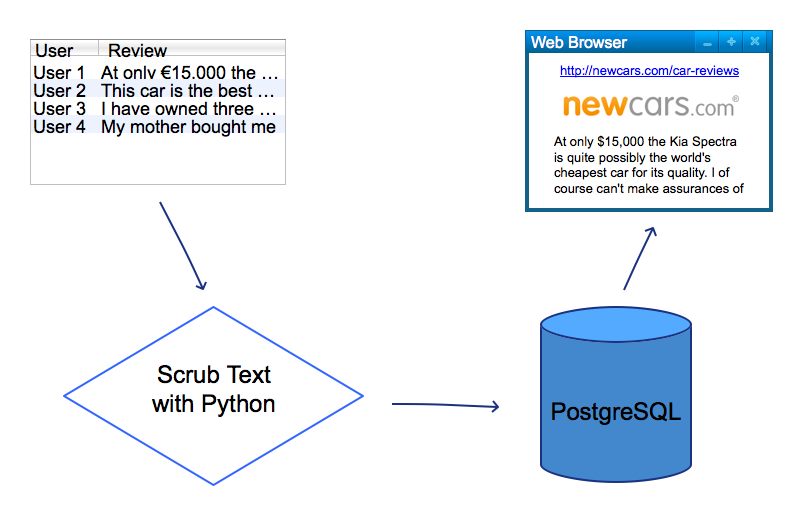 User Review
User 1 At only €15.000 the ...
User 2 This car is the best ...
User 3 I have owned three ...
User 4 My mother bought me
Web Browser
http://newcars.com/car-reviews
newcars.com®
At only $15,000 the Kia Spectra
is quite possibly the world's
cheapest car for its quality. I of
course can't make assurances of
Scrub Text
with Python
PostgreSQL